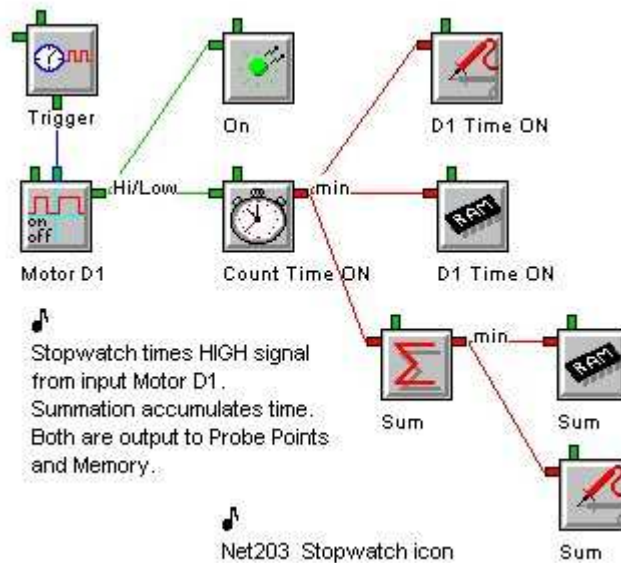 Trigger
On
D1 Time ON
Hi/Low
min
on
off
RAM
Motor D1
Count Time ON
D1 Time ON
min
RAM
Stopwatch times HIGH signal
from input Motor D1.
Summation accumulates time.
Both are output to Probe Points
and Memory.
Sum
Sum
Net203 Stopwatch icon
Sum